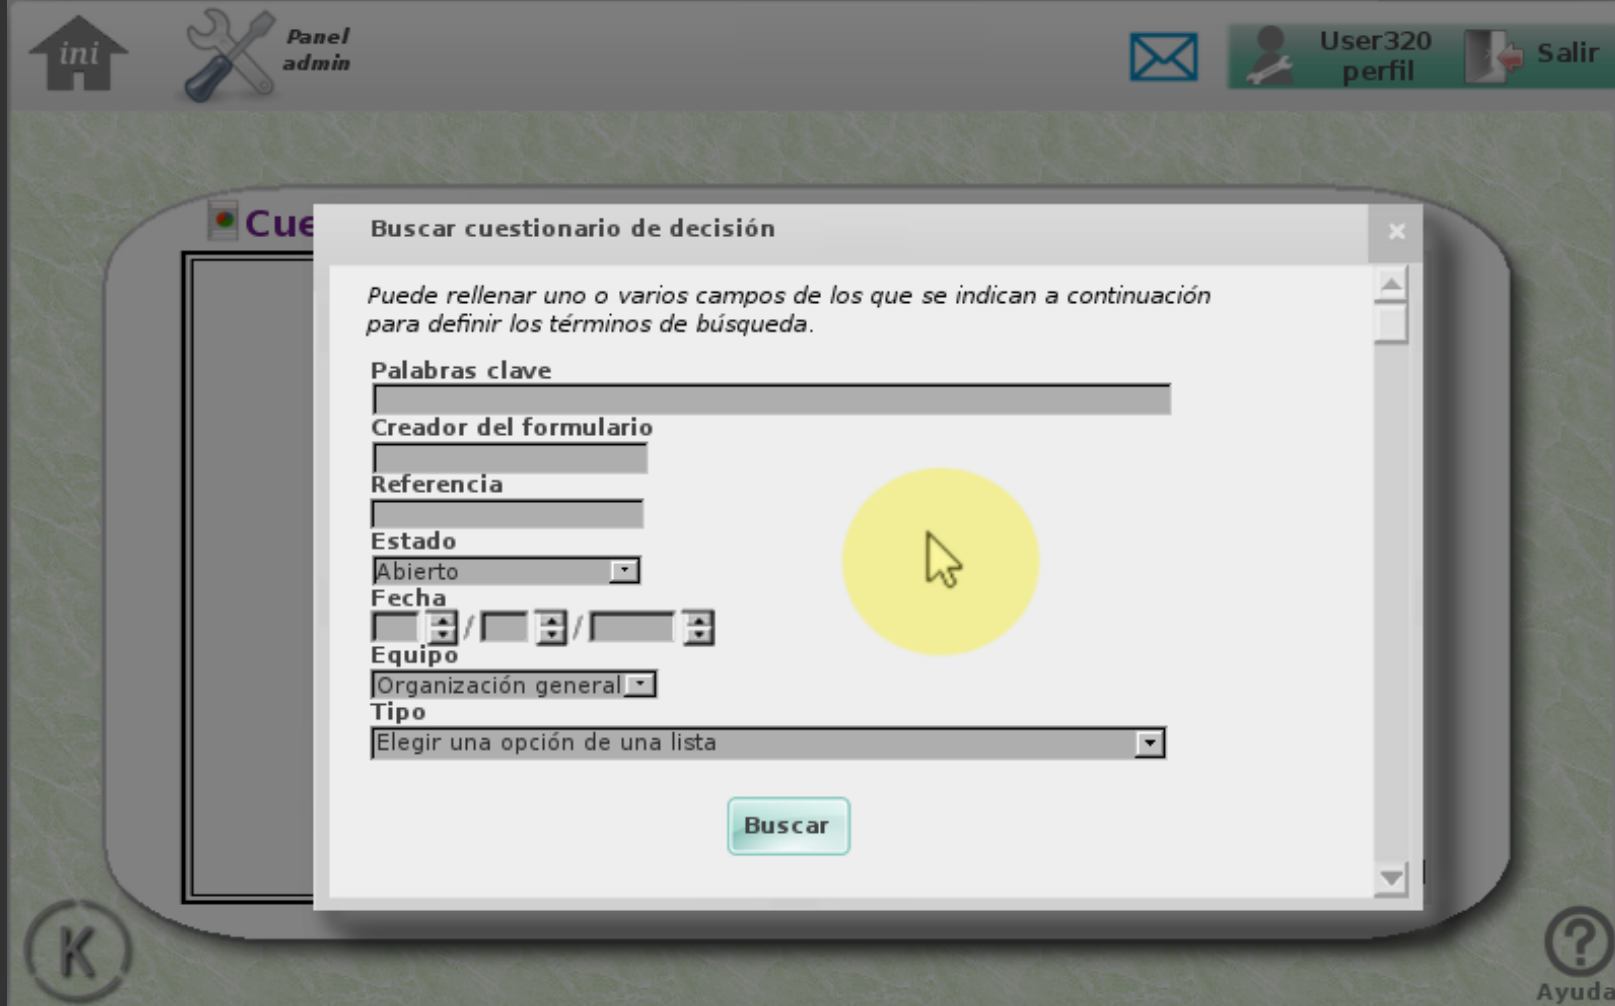 ini
Panel
admin
User320
perfil
Salir
Cue
Buscar cuestionario de decisión
Puede rellenar uno o varios campos de los que se indican a continuación
para definir los términos de búsqueda.
Palabras clave
Creador del formulario
Referencia
Estado
Abierto
Fecha
/ /
Equipo
Organización general
Tipo
Elegir una opción de una lista
Buscar
K
?
Ayuda